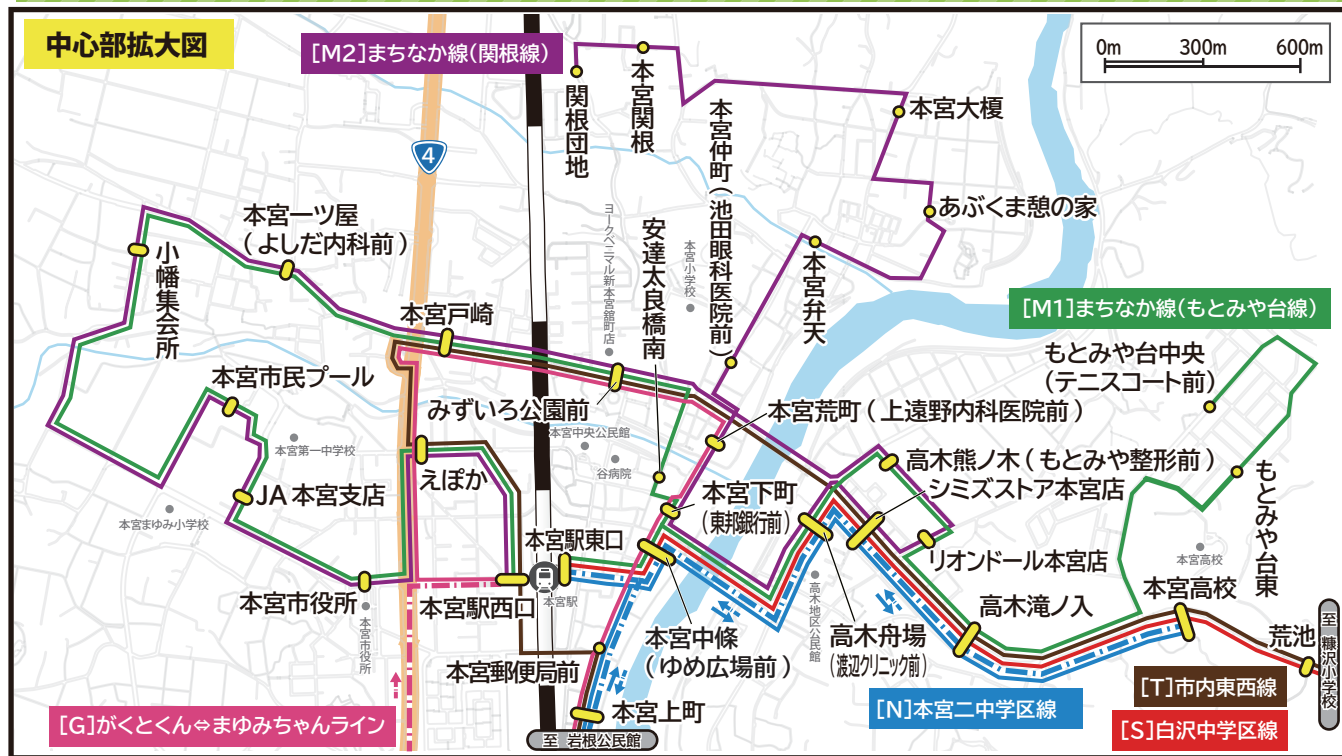 中心部拡大図
[M2]まちなか線(関根線)
0m 300m 600m
4
関根団地
本宮関根
本宮大榎
あぶくま憩の家
本宮仲町(池田眼科医院前)
本宮弁天
安達太良橋南
ヨークベニマル新本宮舘町店
本宮小学校
本宮一ツ屋
(よしだ内科前)
小幡集会所
本宮戸崎
[M1]まちなか線(もとみや台線)
もとみや台中央
(テニスコート前)
本宮市民プール
みずいろ公園前
本宮荒町(上遠野内科医院前)
本宮中央公民館
谷病院
本宮第一中学校
えぽか
高木熊ノ木(もとみや整形前)
シミズストア本宮店
もとみや台東
JA本宮支店
本宮まゆみ小学校
本宮下町
(東邦銀行前)
リオンドール本宮店
本宮高校
本宮駅東口
本宮高校
本宮市役所
本宮駅西口
本宮駅
高木滝ノ入
本宮市役所
本宮中條
(ゆめ広場前)
高木地区公民館
高木舟場
(渡辺クリニック前)
荒池
至 糠沢小学校
本宮郵便局前
本宮上町
[T]市内東西線
[N]本宮二中学区線
[S]白沢中学区線
[G]がくとくん⇔まゆみちゃんライン
至 岩根公民館